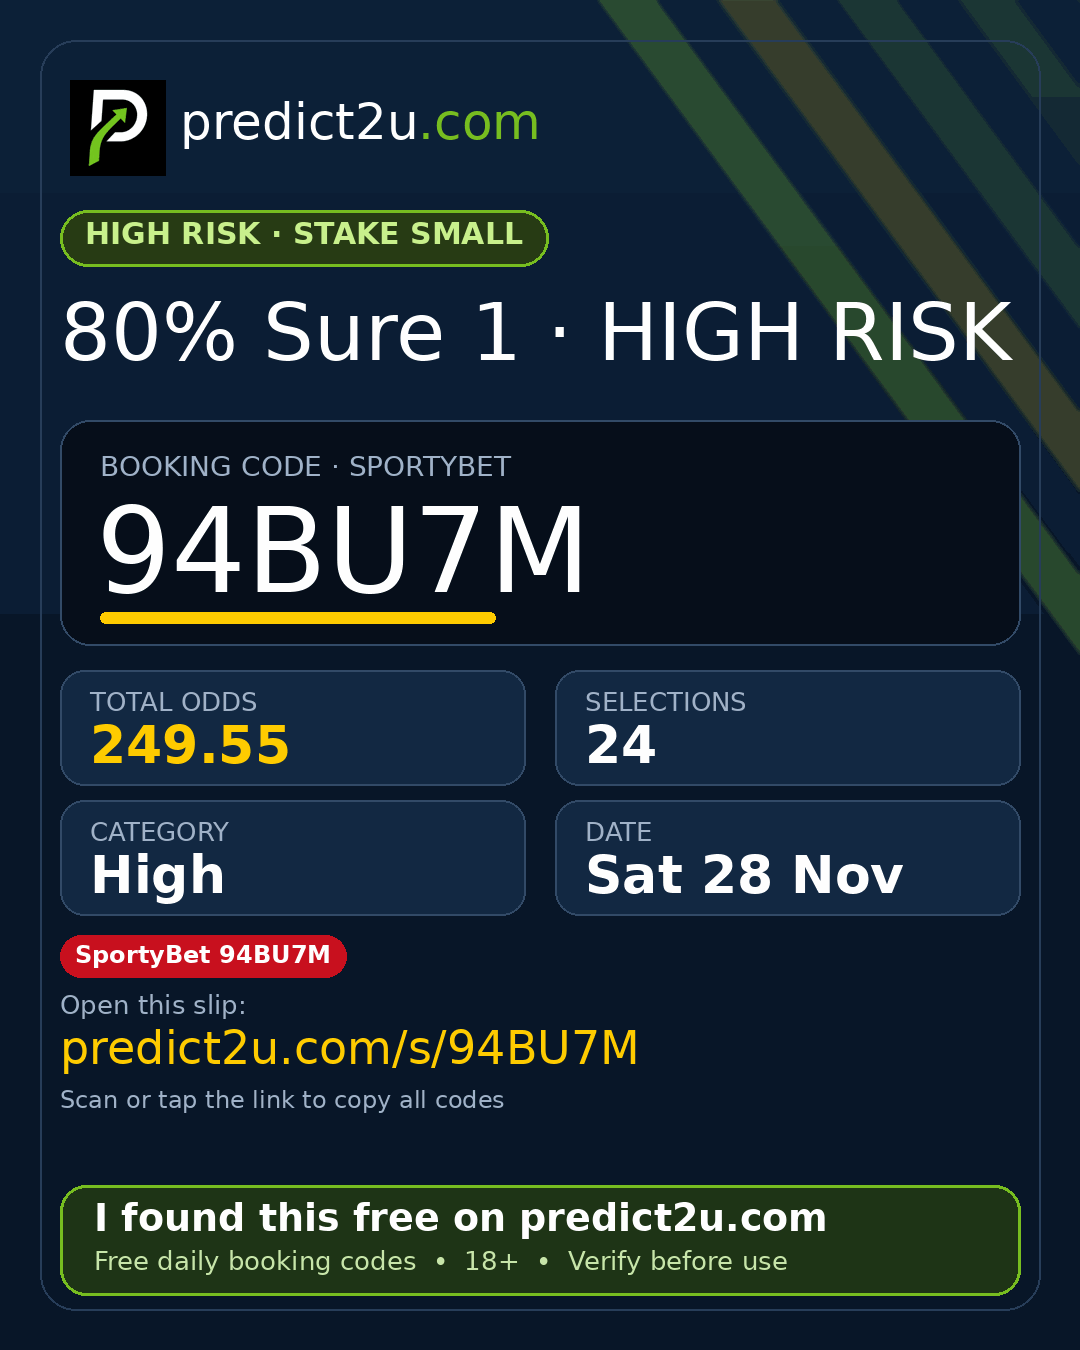 predict2u.com
HIGH RISK · STAKE SMALL
80% Sure 1 · HIGH RISK
BOOKING CODE · SPORTYBET
94BU7M
TOTAL ODDS
249.55
SELECTIONS
24
CATEGORY
High
DATE
Sat 28 Nov
SportyBet 94BU7M
Open this slip:
predict2u.com/s/94BU7M
Scan or tap the link to copy all codes
I found this free on predict2u.com
Free daily booking codes • 18+ • Verify before use